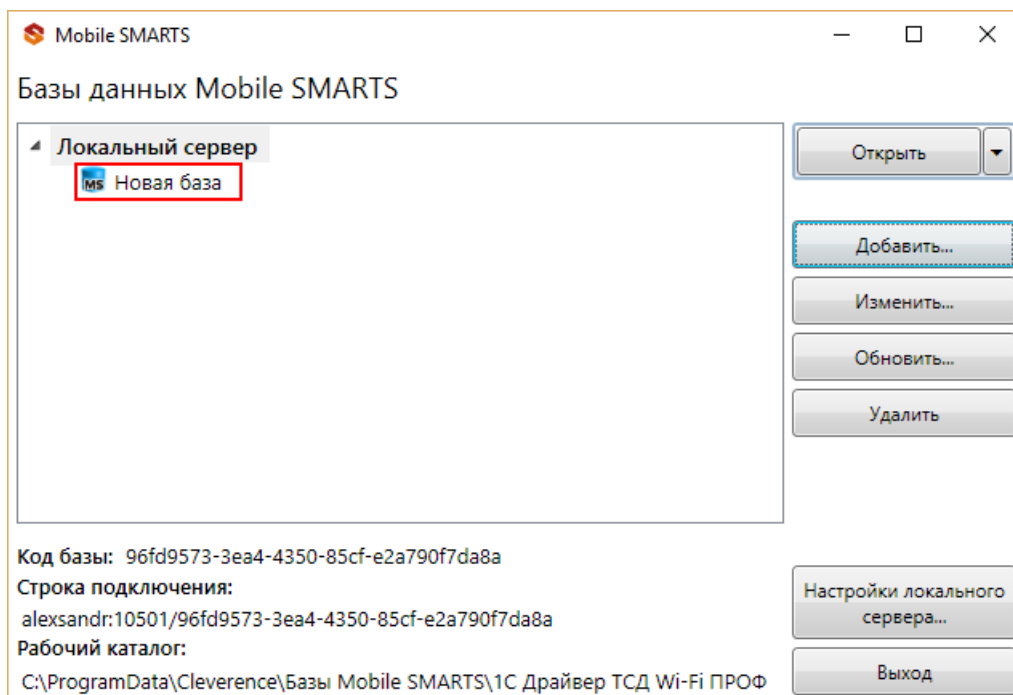 Mobile SMARTS
Базы данных Mobile SMARTS
Локальный сервер
MS Новая база
Открыть
Добавить...
Изменить...
Обновить...
Удалить
Код базы: 96fd9573-3ea4-4350-85cf-e2a790f7da8a
Строка подключения:
alexsandr:10501/96fd9573-3ea4-4350-85cf-e2a790f7da8a
Рабочий каталог:
C:\ProgramData\Cleverence\Базы Mobile SMARTS\1С Драйвер ТСД Wi-Fi ПРОФ
Настройки локального
сервера...
Выход